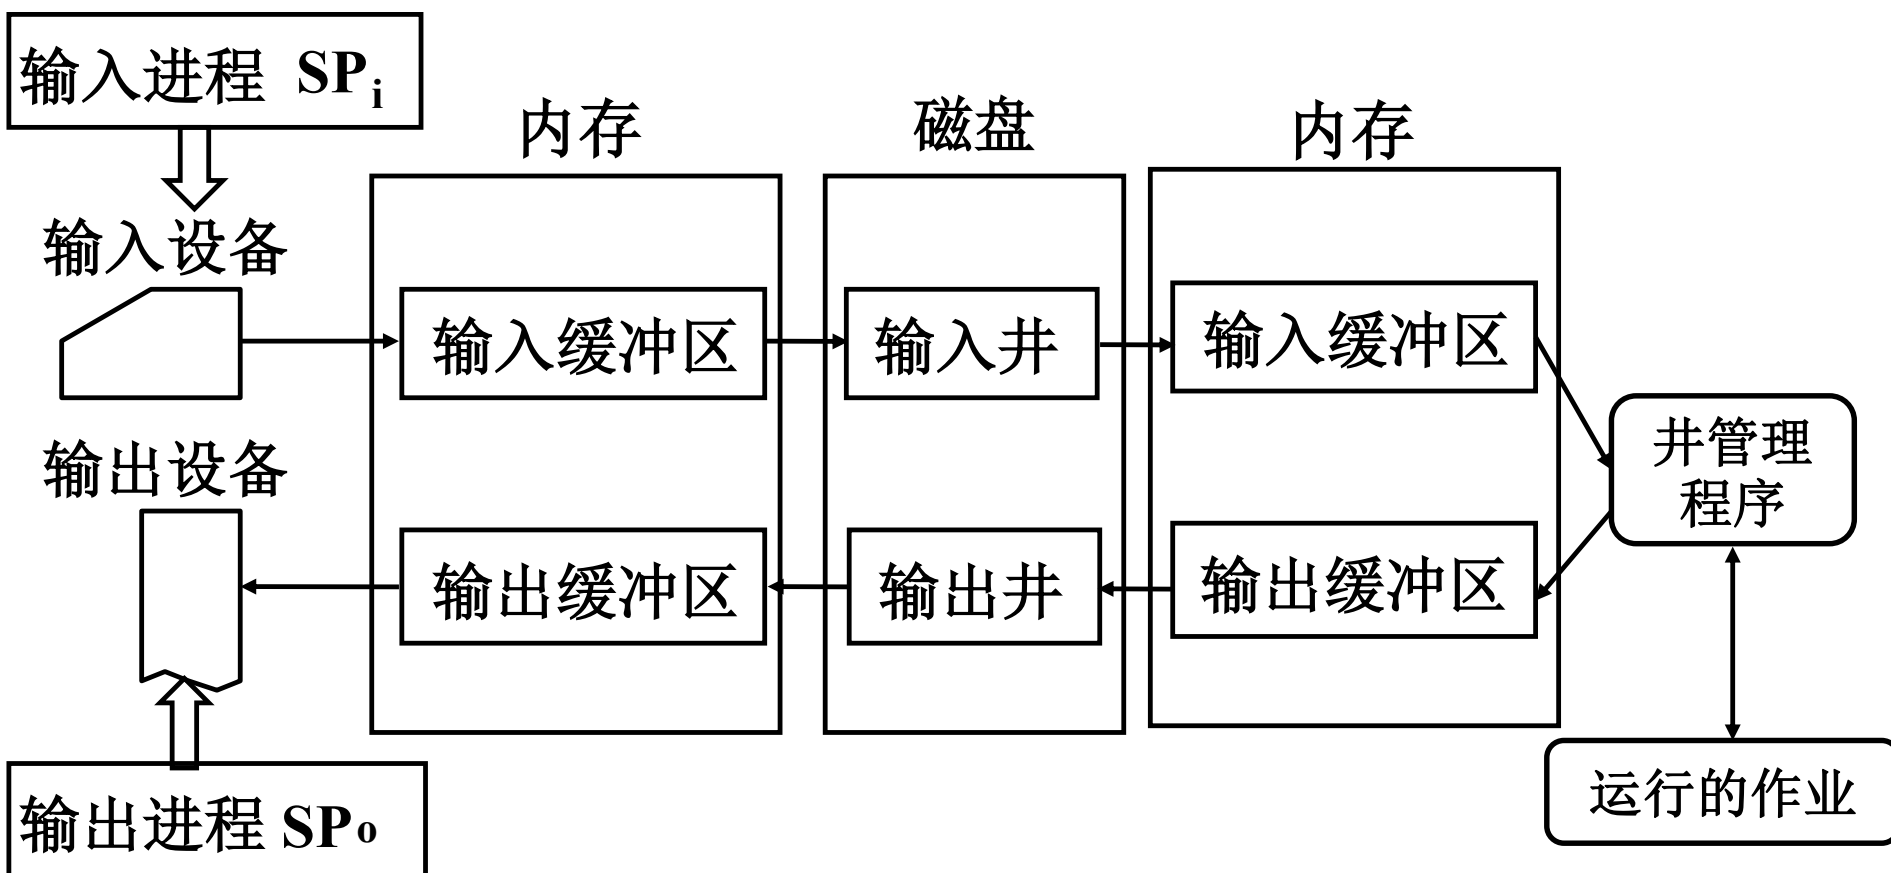 输入进程 SPi
内存
磁盘
内存
输入设备
输入缓冲区
输入井
输入缓冲区
井管理
程序
输出设备
输出缓冲区
输出井
输出缓冲区
运行的作业
输出进程 SPo